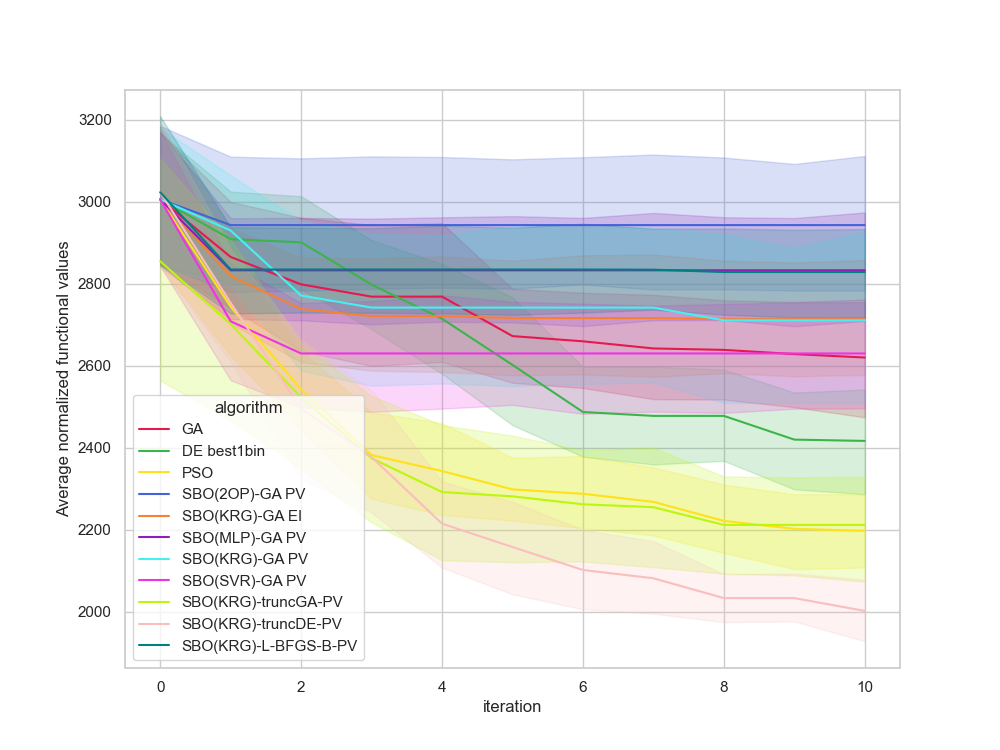 3200
3000
2800
2600
2400
2200
2000
Average normalized functional values
algorithm
GA
DE best1bin
PSO
SBO(2OP)-GA PV
SBO(KRG)-GA EI
SBO(MLP)-GA PV
SBO(KRG)-GA PV
SBO(SVR)-GA PV
SBO(KRG)-truncGA-PV
SBO(KRG)-truncDE-PV
SBO(KRG)-L-BFGS-B-PV
0 2 4 6 8 10
iteration